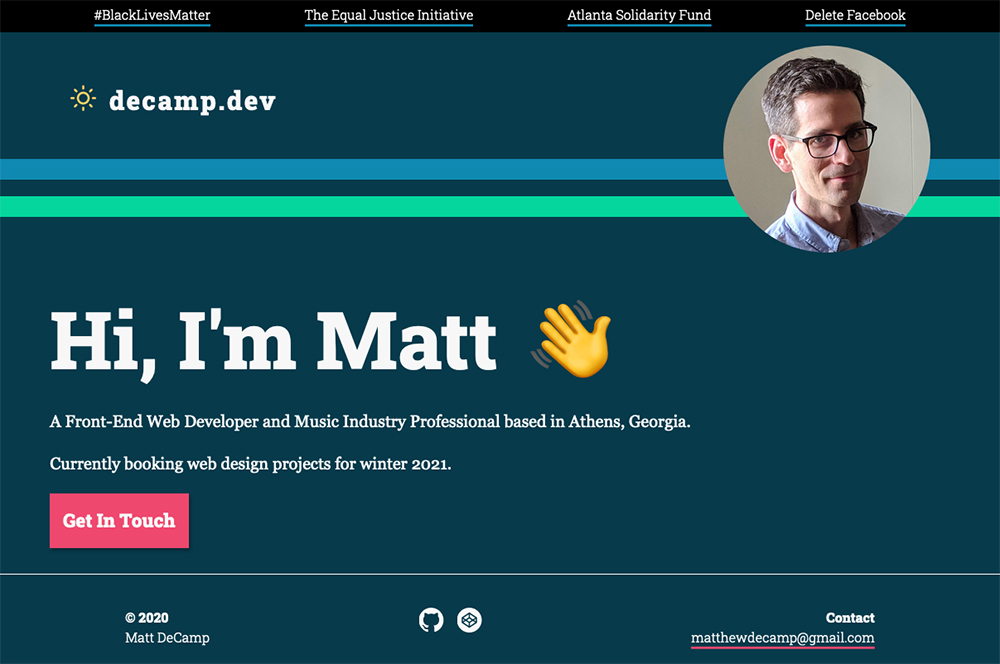 #BlackLivesMatter The Equal Justice Initiative Atlanta Solidarity Fund Delete Facebook
decamp.dev
Hi, I'm Matt
A Front-End Web Developer and Music Industry Professional based in Athens, Georgia.
Currently booking web design projects for winter 2021.
Get In Touch
© 2020
Matt DeCamp
Contact
matthewdecamp@gmail.com